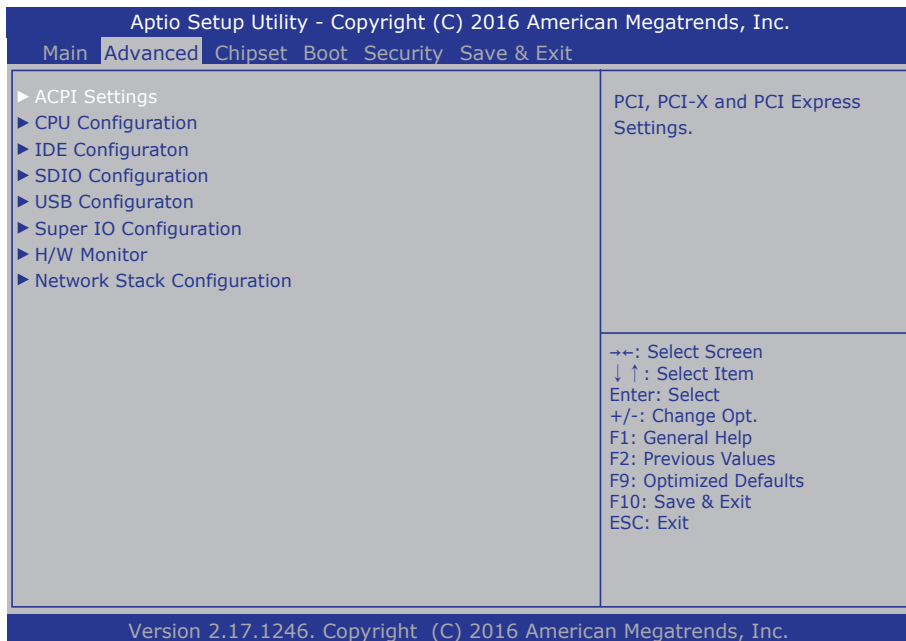 Aptio Setup Utility - Copyright (C) 2016 American Megatrends, Inc.
Main Advanced Chipset Boot Security Save & Exit
► ACPI Settings
► CPU Configuration
► IDE Configuraton
► SDIO Configuration
► USB Configuraton
► Super IO Configuration
► H/W Monitor
► Network Stack Configuration
PCI, PCI-X and PCI Express
Settings.
→←: Select Screen
↓↑: Select Item
Enter: Select
+/-: Change Opt.
F1: General Help
F2: Previous Values
F9: Optimized Defaults
F10: Save & Exit
ESC: Exit
Version 2.17.1246. Copyright (C) 2016 American Megatrends, Inc.